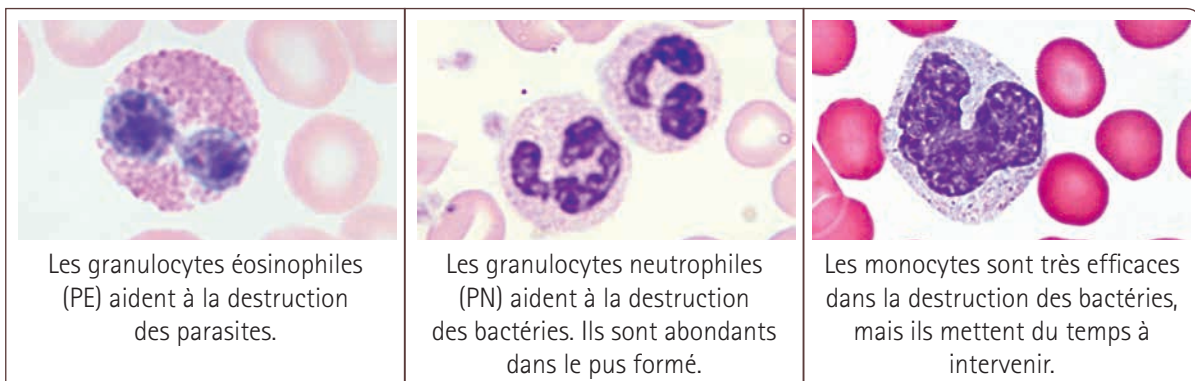 Les granulocytes éosinophiles
(PE) aident à la destruction
des parasites.
Les granulocytes neutrophiles
(PN) aident à la destruction
des bactéries. Ils sont abondants
dans le pus formé.
Les monocytes sont très efficaces
dans la destruction des bactéries,
mais ils mettent du temps à
intervenir.